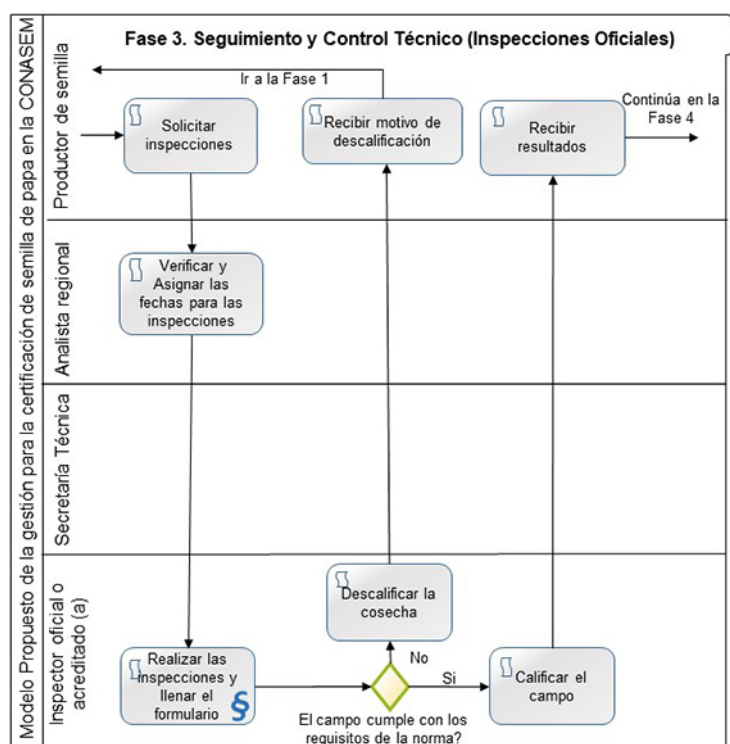 Modelo Propuesto de la gestión para la certificación de semilla de papa en la CONASEM
Fase 3. Seguimiento y Control Técnico (Inspecciones Oficiales)
Productor de semilla
Ir a la Fase 1
Solicitar
inspecciones
Recibir motivo de
descalificación
Recibir
resultados
Continúa en la
Fase 4
Analista regional
Verificar y
Asignar las
fechas para las
inspecciones
Secretaría Técnica
Inspector oficial o
acreditado (a)
Descalificar la
cosecha
Realizar las
inspecciones y
llenar el
formulario
§
No
Si
Calificar el
campo
El campo cumple con los
requisitos de la norma?